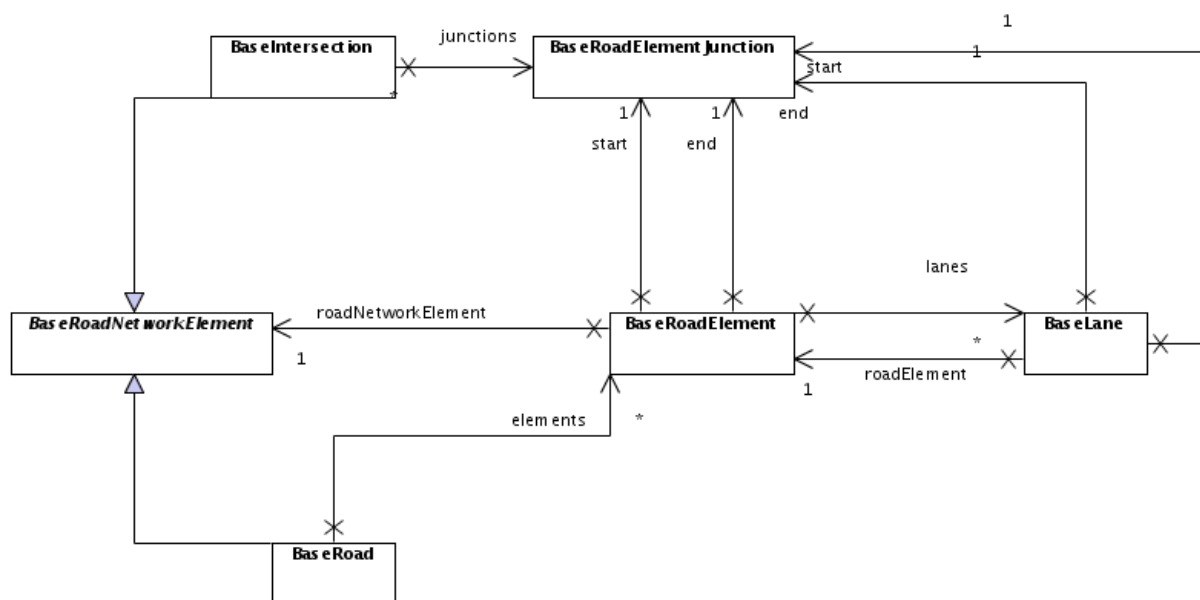 1
junctions
BaseIntersection
BaseRoadElementJunction
1
start
*
1
1
end
start
end
lanes
roadNetworkElement
BaseRoadNetworkElement
BaseRoadElement
BaseLane
*
1
roadElement
1
elements
*
BaseRoad